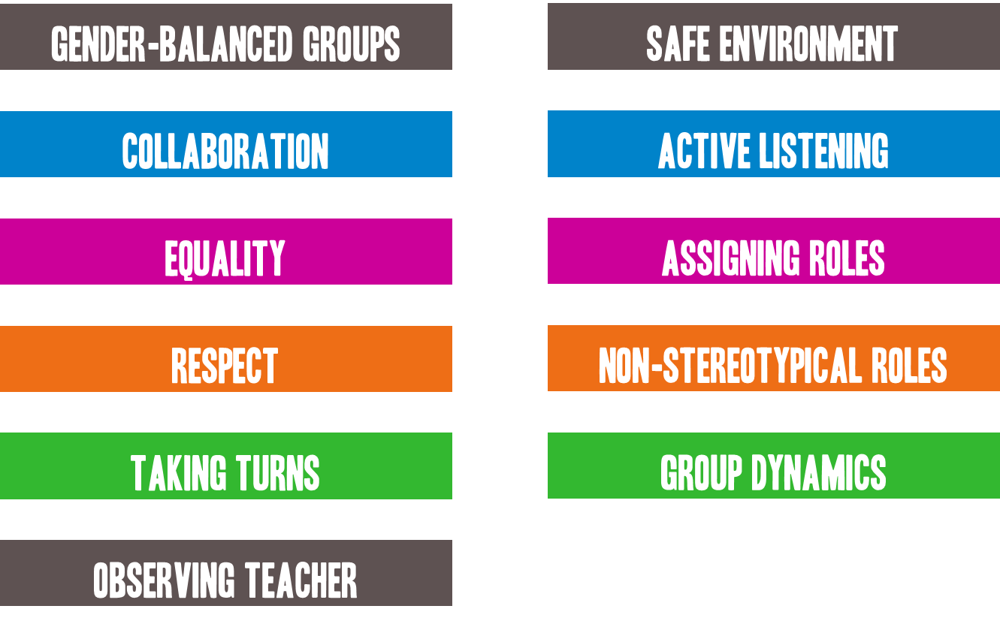 GENDER-BALANCED GROUPS
COLLABORATION
EQUALITY
RESPECT
TAKING TURNS
OBSERVING TEACHER
SAFE ENVIRONMENT
ACTIVE LISTENING
ASSIGNING ROLES
NON-STEREOTYPICAL ROLES
GROUP DYNAMICS